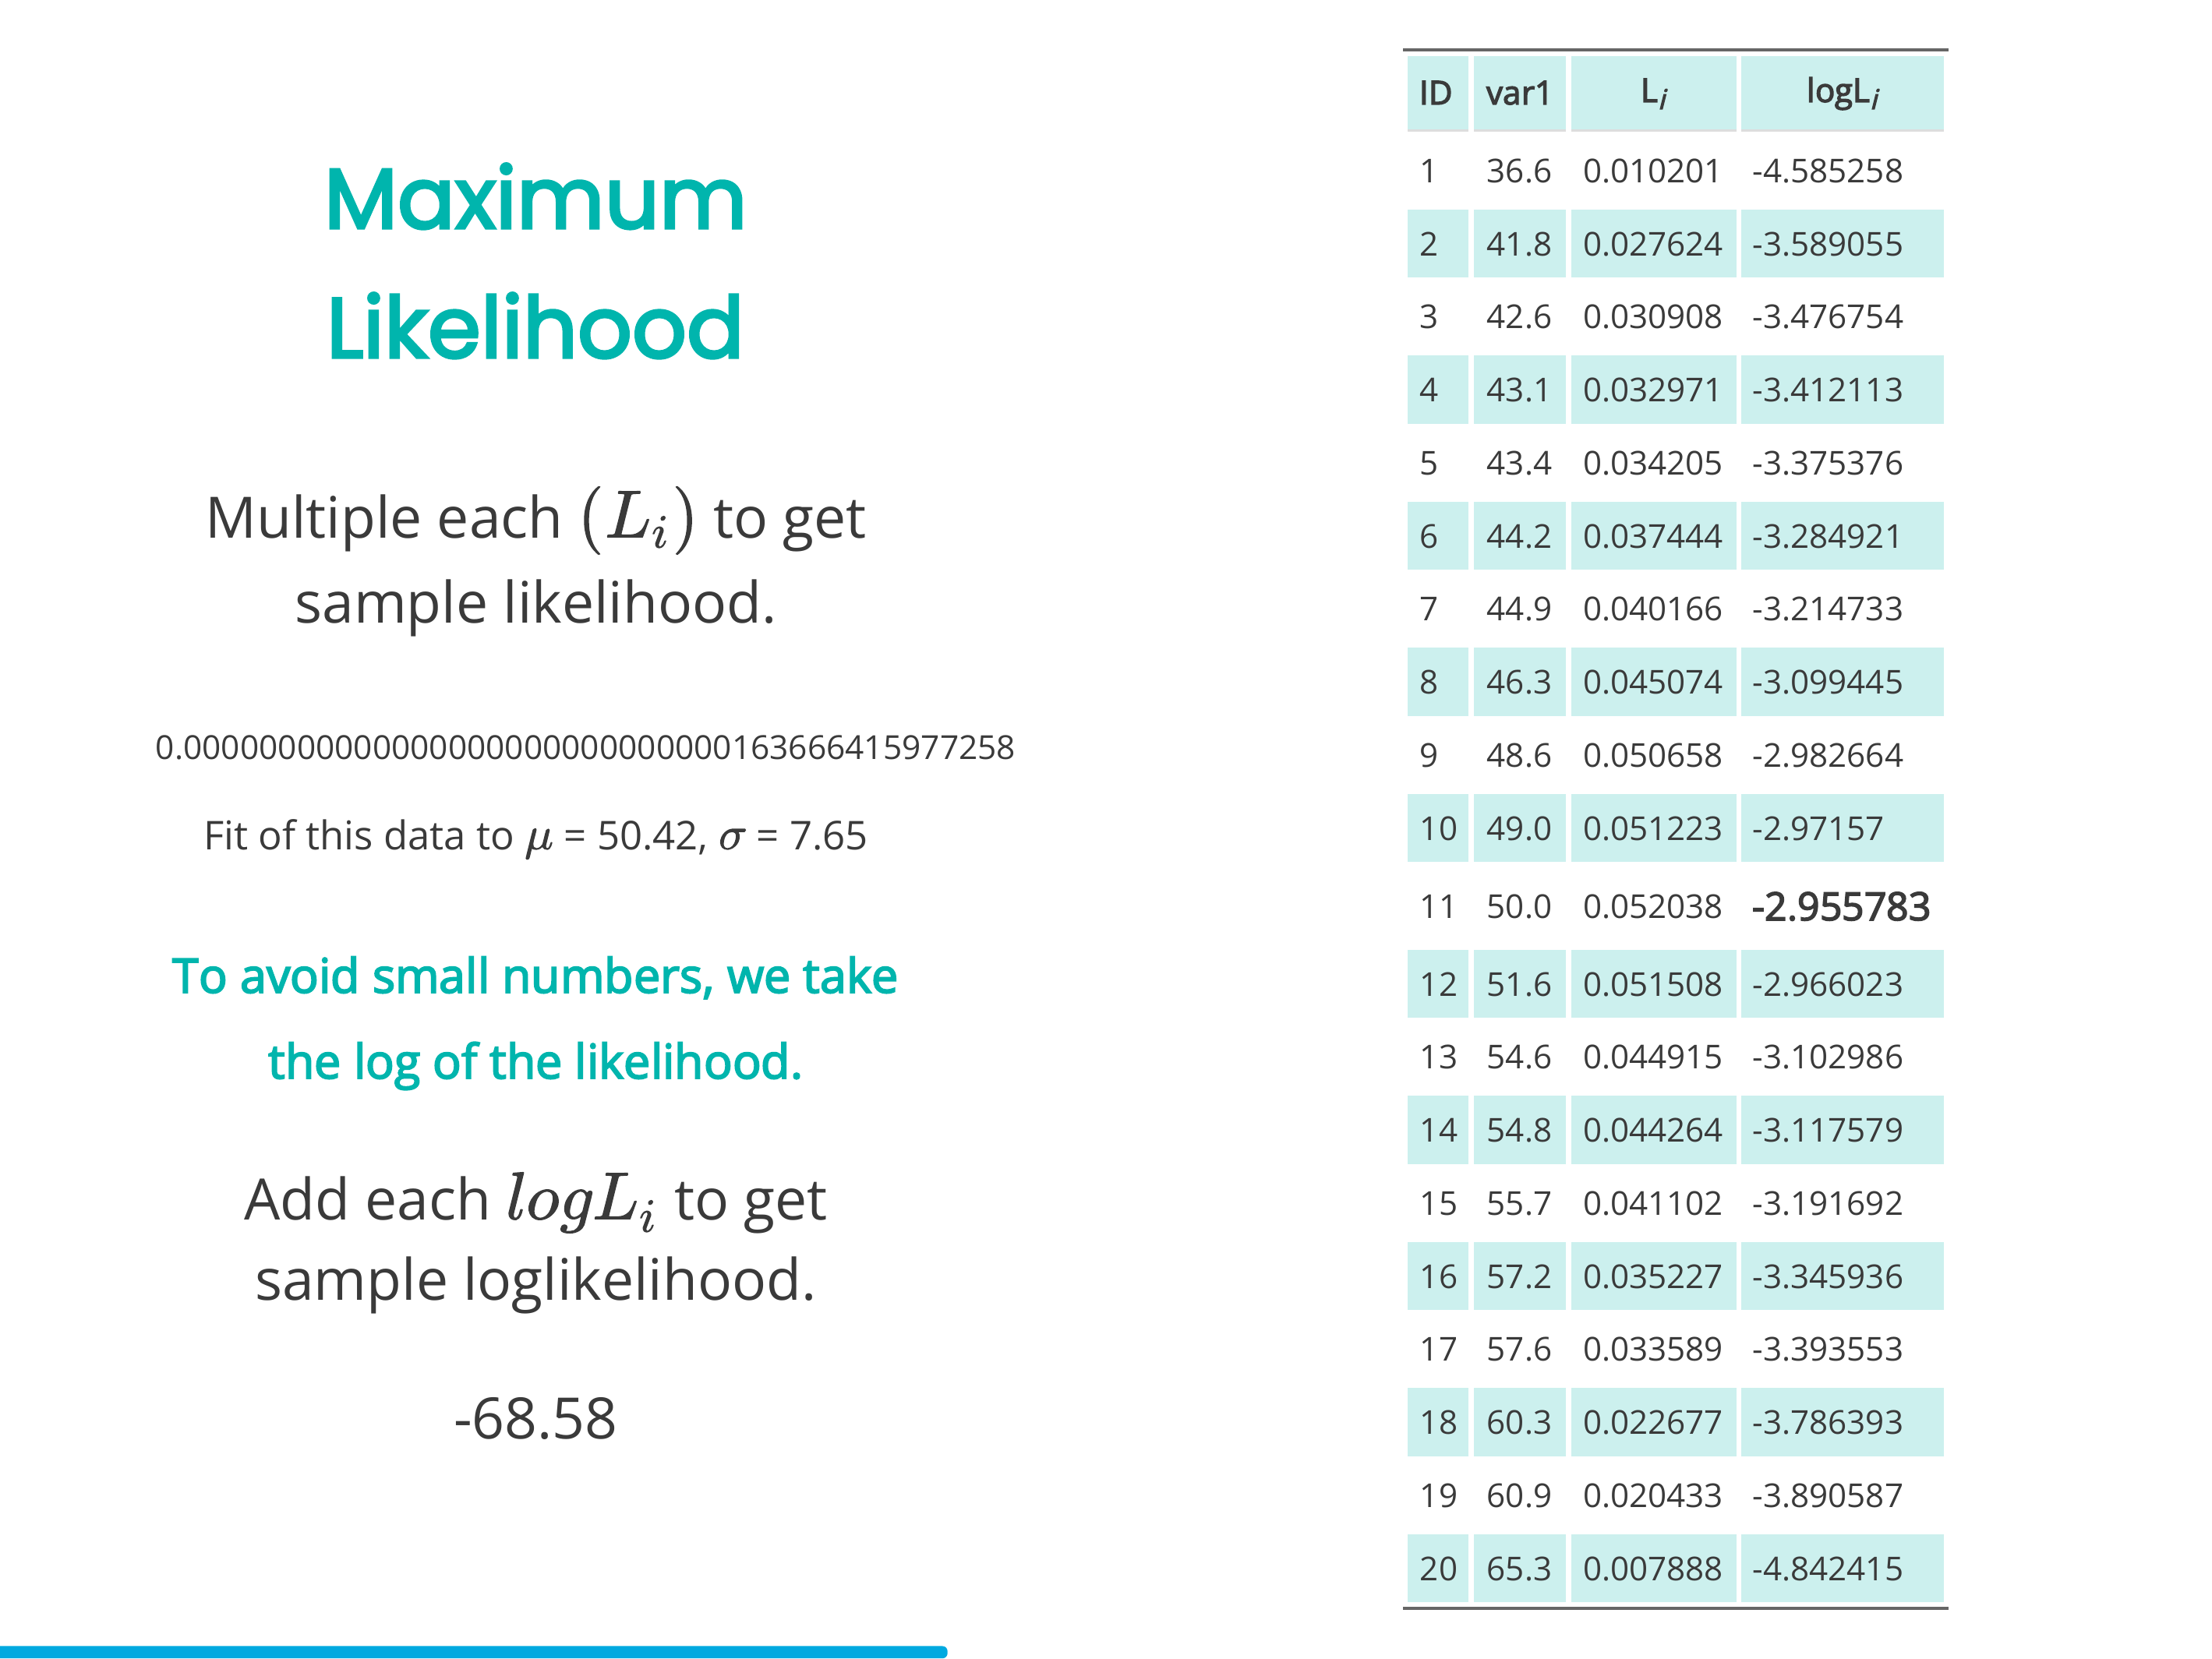 Maximum
Likelihood
Multiple each (Lᵢ) to get
sample likelihood.
0.00000000000000000000000000000163666415977258
Fit of this data to μ = 50.42, σ = 7.65
To avoid small numbers, we take
the log of the likelihood.
Add each logLᵢ to get
sample loglikelihood.
-68.58
ID var1 Lᵢ logLᵢ
1 36.6 0.010201 -4.585258
2 41.8 0.027624 -3.589055
3 42.6 0.030908 -3.476754
4 43.1 0.032971 -3.412113
5 43.4 0.034205 -3.375376
6 44.2 0.037444 -3.284921
7 44.9 0.040166 -3.214733
8 46.3 0.045074 -3.099445
9 48.6 0.050658 -2.982664
10 49.0 0.051223 -2.97157
11 50.0 0.052038 -2.955783
12 51.6 0.051508 -2.966023
13 54.6 0.044915 -3.102986
14 54.8 0.044264 -3.117579
15 55.7 0.041102 -3.191692
16 57.2 0.035227 -3.345936
17 57.6 0.033589 -3.393553
18 60.3 0.022677 -3.786393
19 60.9 0.020433 -3.890587
20 65.3 0.007888 -4.842415